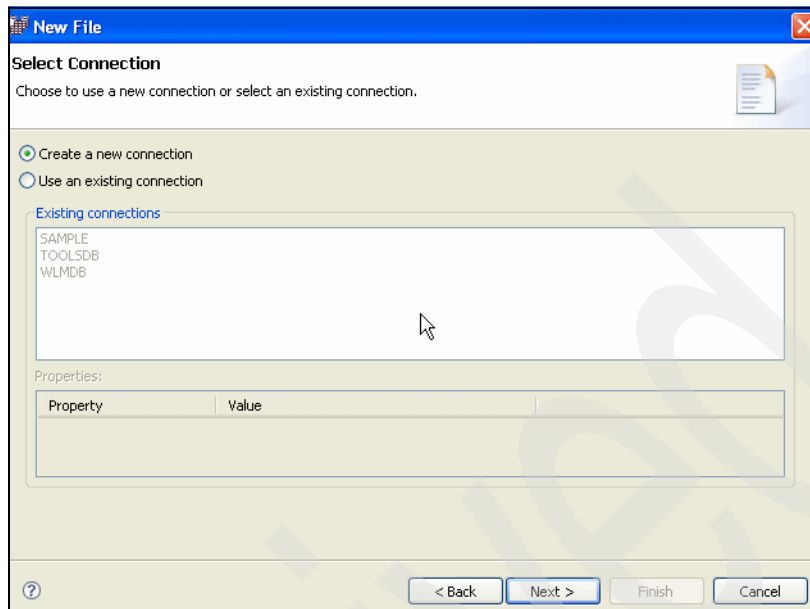 New File
Select Connection
Choose to use a new connection or select an existing connection.
Create a new connection
Use an existing connection
Existing connections
SAMPLE
TOOLSDB
WLMDB
Properties:
Property Value
< Back Next > Finish Cancel